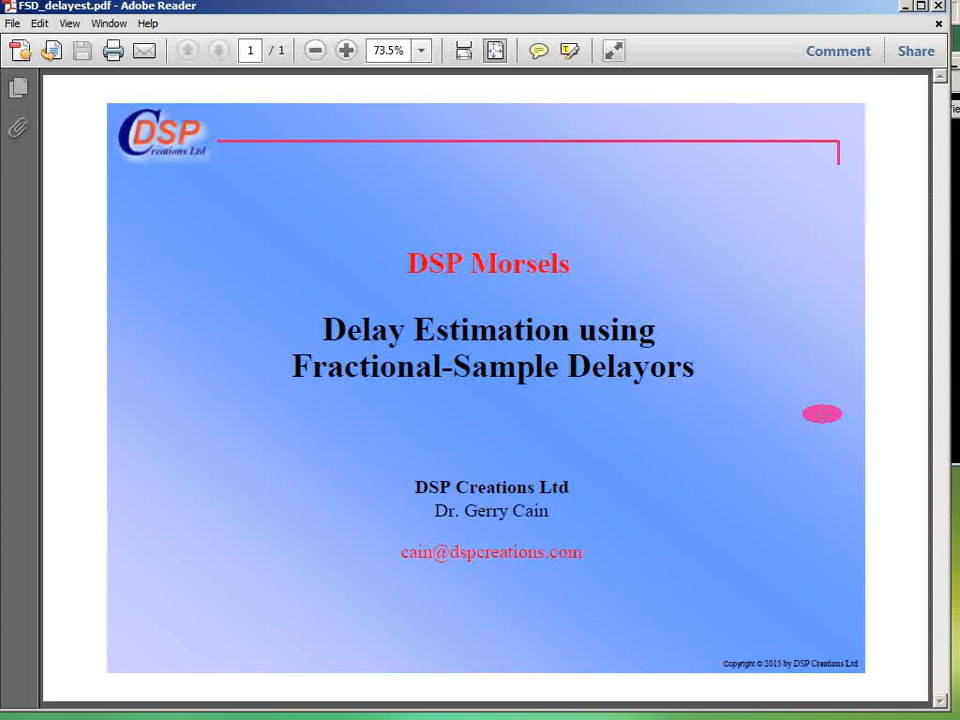 FSD_delayest.pdf - Adobe Reader
File Edit View Window Help
1 / 1 73.5% Comment Share
DSP
Creations Ltd
DSP Morsels
Delay Estimation using
Fractional-Sample Delayors
DSP Creations Ltd
Dr. Gerry Cain
cain@dspcreations.com
Copyright © 2015 by DSP Creations Ltd